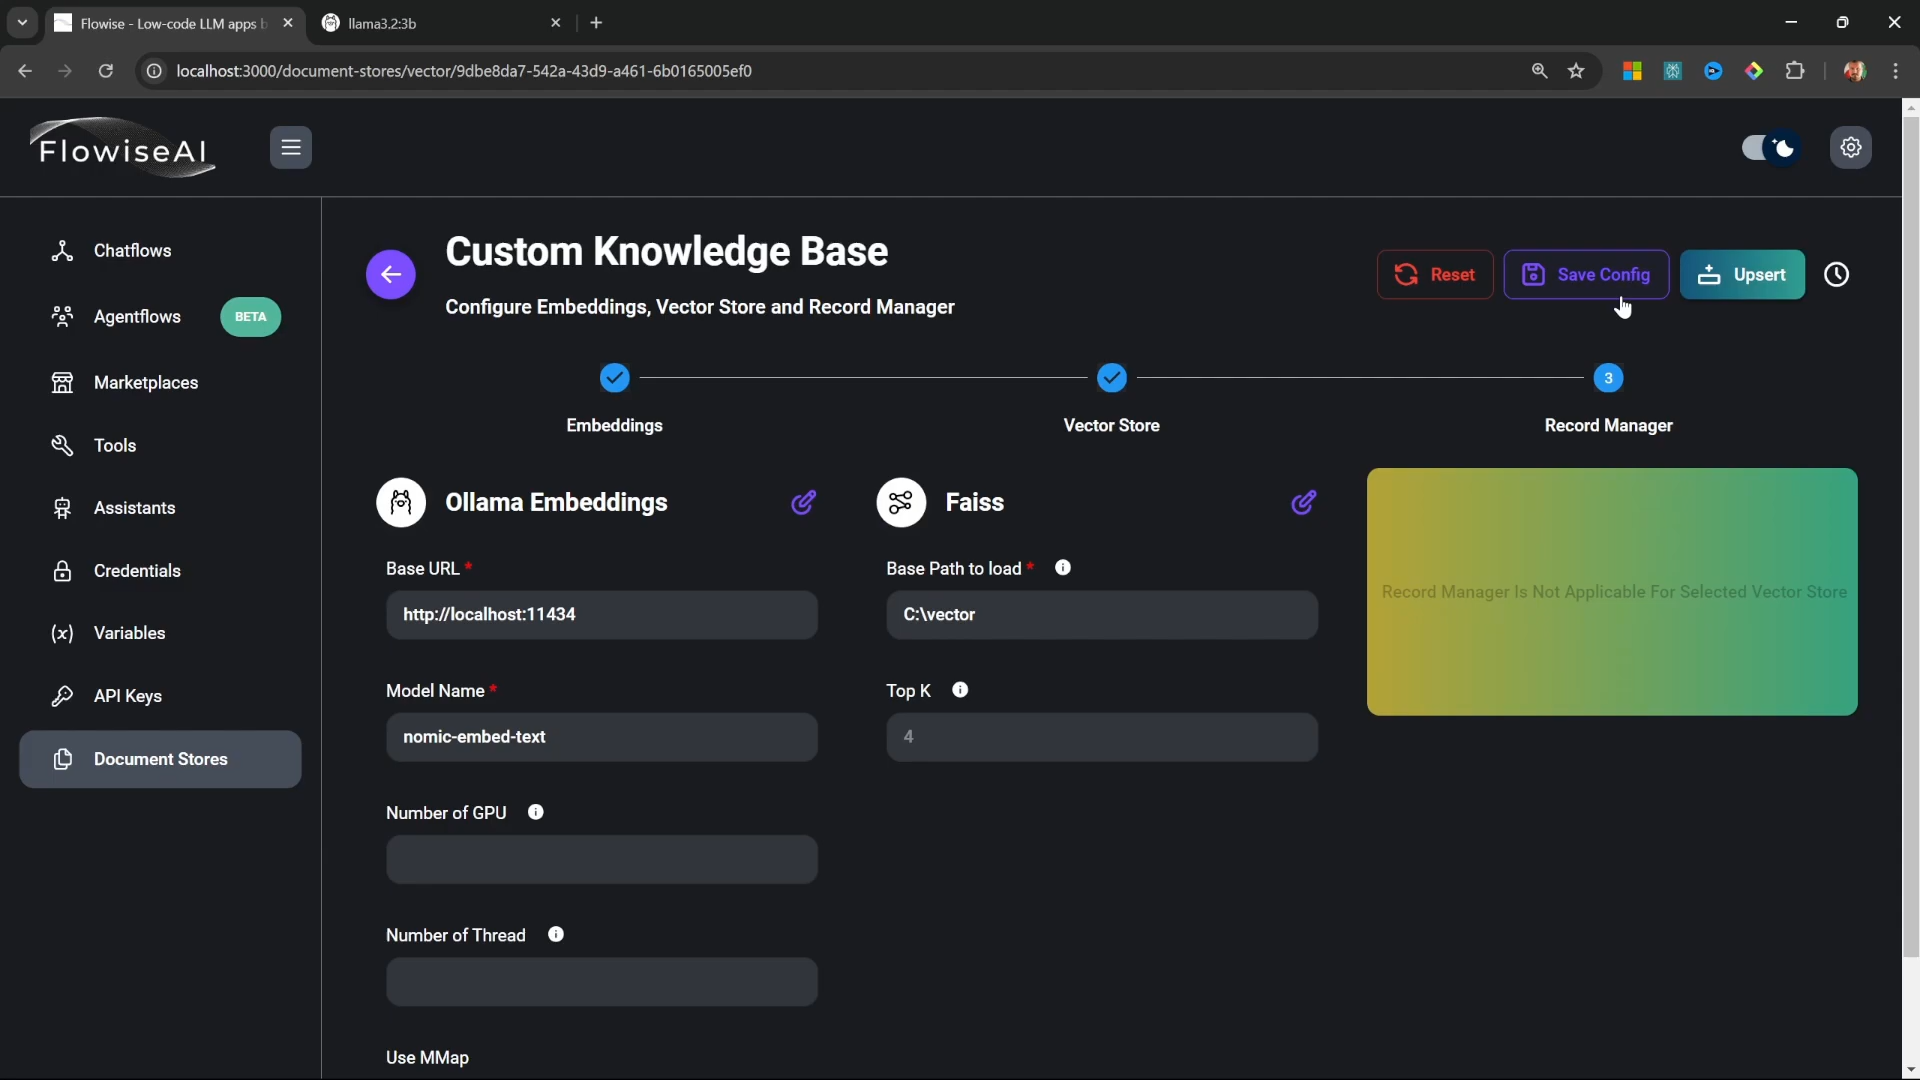 Flowise - Low-code LLM apps b
llama3.2:3b
localhost:3000/document-stores/vector/9dbe8da7-542a-43d9-a461-6b0165005ef0
FlowiseAI
Chatflows
Agentflows
BETA
Marketplaces
Tools
Assistants
Credentials
Variables
API Keys
Document Stores
Custom Knowledge Base
Configure Embeddings, Vector Store and Record Manager
Reset
Save Config
Upsert
3
Embeddings
Vector Store
Record Manager
Ollama Embeddings
Base URL *
http://localhost:11434
Model Name *
nomic-embed-text
Number of GPU
Number of Thread
Use MMap
Faiss
Base Path to load *
C:\vector
Top K
4
Record Manager Is Not Applicable For Selected Vector Store